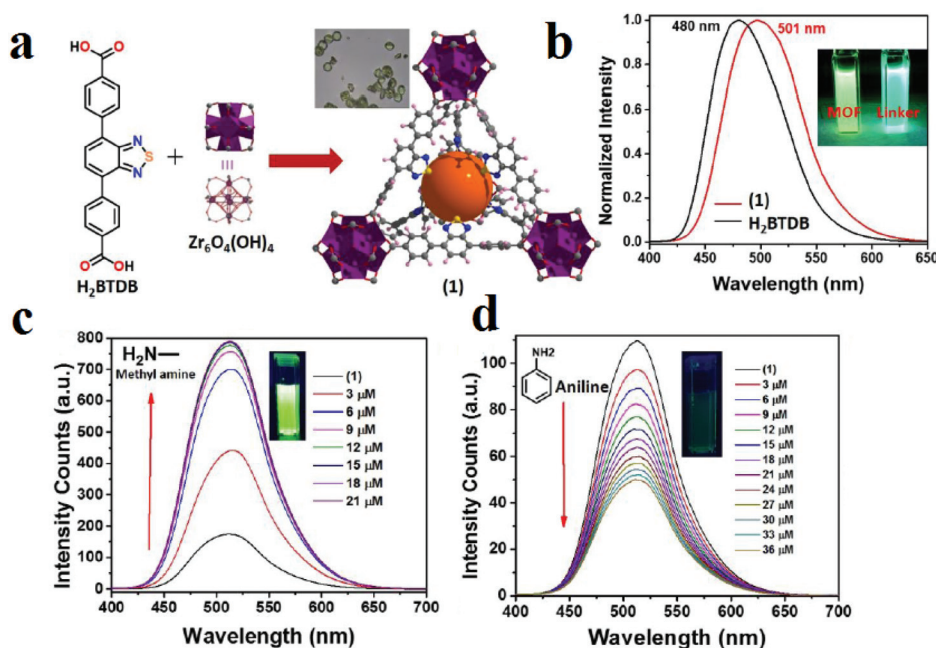 a
HO
O
N
S
N
O
OH
H₂BTDB
+
III
Zr₆O₄(OH)₄
(1)
b
480 nm
501 nm
MOF
Linker
(1)
H₂BTDB
Normalized Intensity
1.0
0.8
0.6
0.4
0.2
0.0
400 450 500 550 600 650
Wavelength (nm)
c
H₂N
Methyl amine
(1)
3 μM
6 μM
9 μM
12 μM
15 μM
18 μM
21 μM
Intensity Counts (a.u.)
800
700
600
500
400
300
200
100
0
400 450 500 550 600 650 700
Wavelength (nm)
d
NH2
Aniline
(1)
3 μM
6 μM
9 μM
12 μM
15 μM
18 μM
21 μM
24 μM
27 μM
30 μM
33 μM
36 μM
Intensity Counts (a.u.)
100
80
60
40
20
0
400 450 500 550 600 650 700
Wavelength (nm)